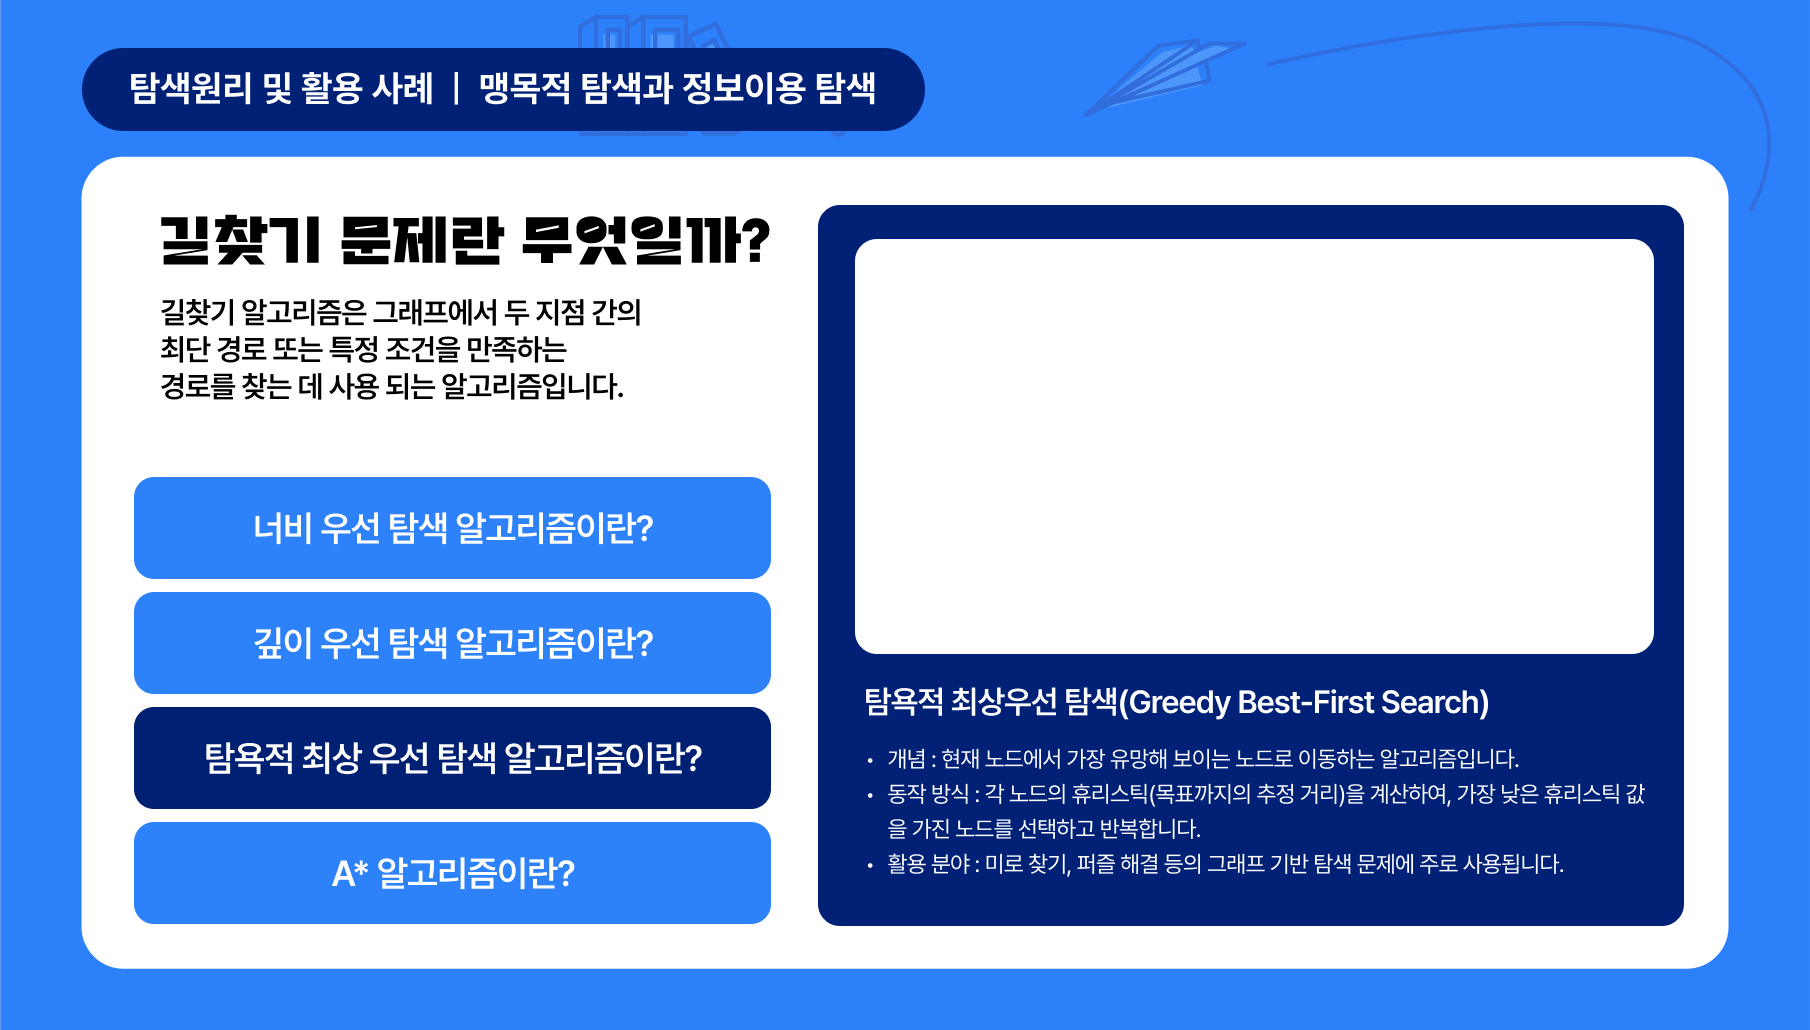 탐색원리 및 활용 사례 | 맹목적 탐색과 정보이용 탐색
길찾기 문제란 무엇일까?
길찾기 알고리즘은 그래프에서 두 지점 간의
최단 경로 또는 특정 조건을 만족하는
경로를 찾는 데 사용 되는 알고리즘입니다.
너비 우선 탐색 알고리즘이란?
깊이 우선 탐색 알고리즘이란?
탐욕적 최상 우선 탐색 알고리즘이란?
A* 알고리즘이란?
탐욕적 최상우선 탐색(Greedy Best-First Search)
• 개념 : 현재 노드에서 가장 유망해 보이는 노드로 이동하는 알고리즘입니다.
• 동작 방식 : 각 노드의 휴리스틱(목표까지의 추정 거리)을 계산하여, 가장 낮은 휴리스틱 값
을 가진 노드를 선택하고 반복합니다.
• 활용 분야 : 미로 찾기, 퍼즐 해결 등의 그래프 기반 탐색 문제에 주로 사용됩니다.